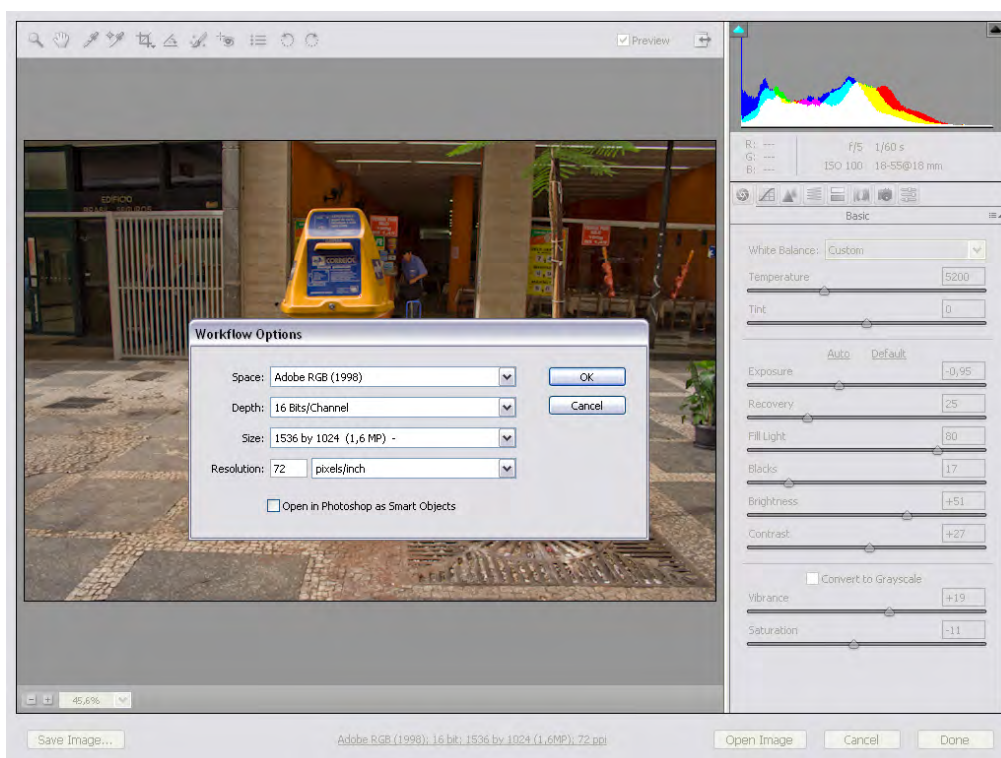 Preview
R: ---
G: ---
B: ---
f/5 1/60 s
ISO 100 18-55@18 mm
Basic
White Balance: Custom
Temperature 5200
Tint 0
Auto Default
Exposure -0,95
Recovery 25
Fill Light 80
Blacks 17
Brightness +51
Contrast +27
Convert to Grayscale
Vibrance +19
Saturation -11
EDIFICIO
CORREIOS
Workflow Options
Space: Adobe RGB (1998)
OK
Depth: 16 Bits/Channel
Cancel
Size: 1536 by 1024 (1,6 MP) -
Resolution: 72 pixels/inch
Open in Photoshop as Smart Objects
45,6%
Save Image...
Adobe RGB (1998); 16 bit; 1536 by 1024 (1,6MP); 72 ppi
Open Image
Cancel
Done